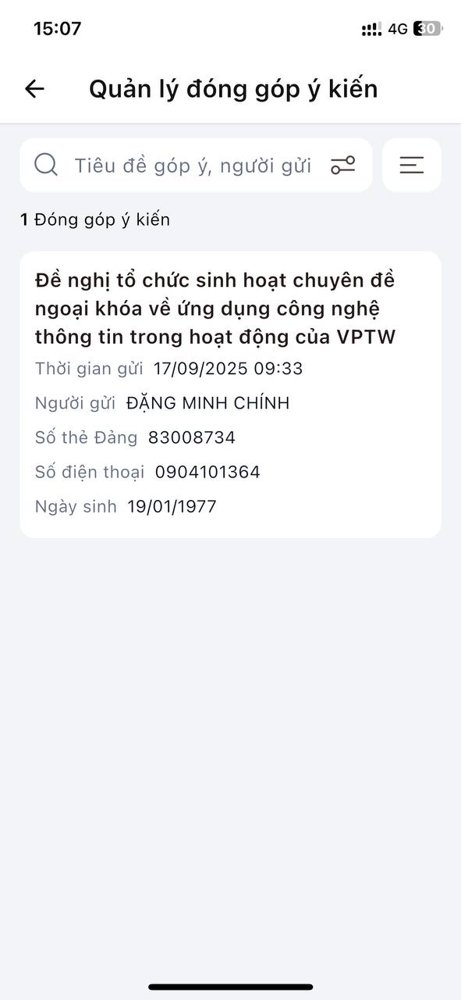 15:07
4G 30
Quản lý đóng góp ý kiến
Tiêu đề góp ý, người gửi
1 Đóng góp ý kiến
Đề nghị tổ chức sinh hoạt chuyên đề
ngoại khóa về ứng dụng công nghệ
thông tin trong hoạt động của VPTW
Thời gian gửi 17/09/2025 09:33
Người gửi ĐẶNG MINH CHÍNH
Số thẻ Đảng 83008734
Số điện thoại 0904101364
Ngày sinh 19/01/1977